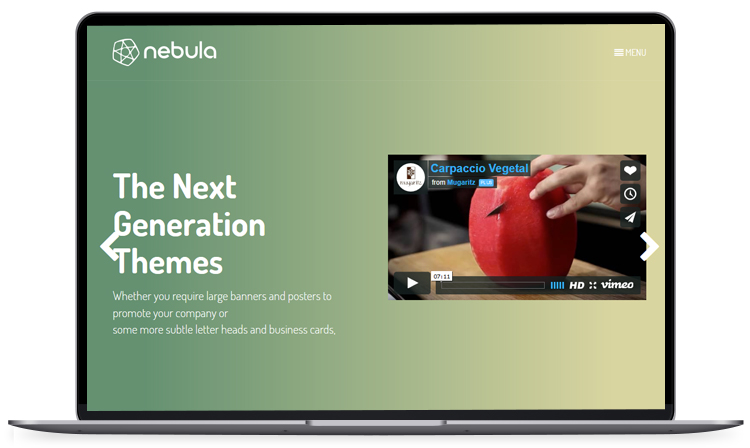 nebula
MENU
The Next
Generation
Themes
Whether you require large banners and posters to
promote your company or
some more subtle letter heads and business cards,
Carpaccio Vegetal
from Mugaritz PLUS
mugaritz
07:11
HD vimeo